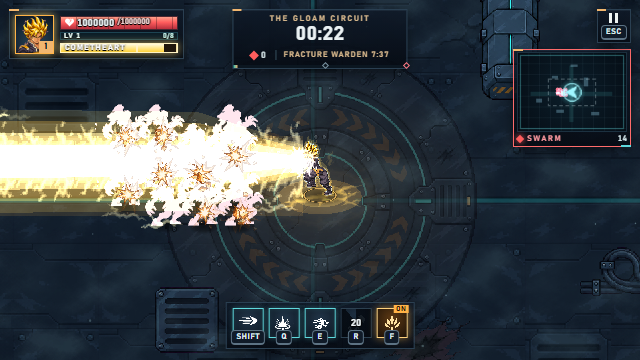 1000000/1000000
LV 1
0/8
COMETHEART
1
THE GLOAM CIRCUIT
00:22
0
FRACTURE WARDEN 7:37
ESC
SWARM
14
SHIFT
Q
E
20
R
ON
F